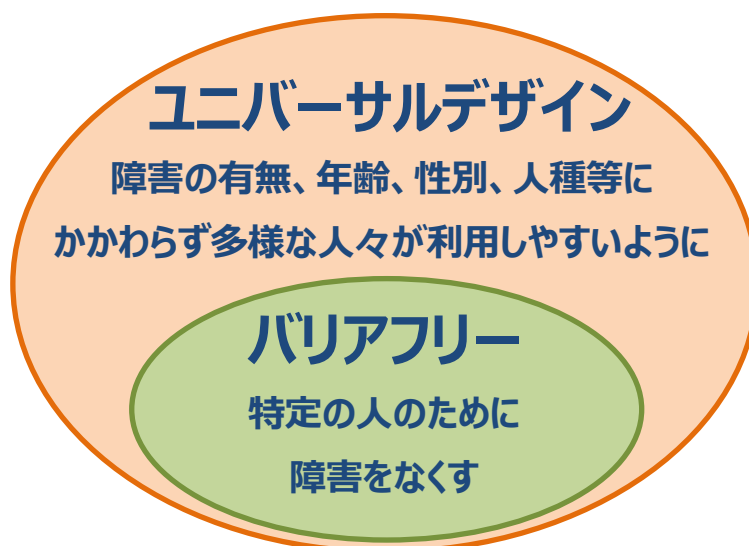 ユニバーサルデザイン
障害の有無、年齢、性別、人種等に
かかわらず多様な人々が利用しやすいように
バリアフリー
特定の人のために
障害をなくす